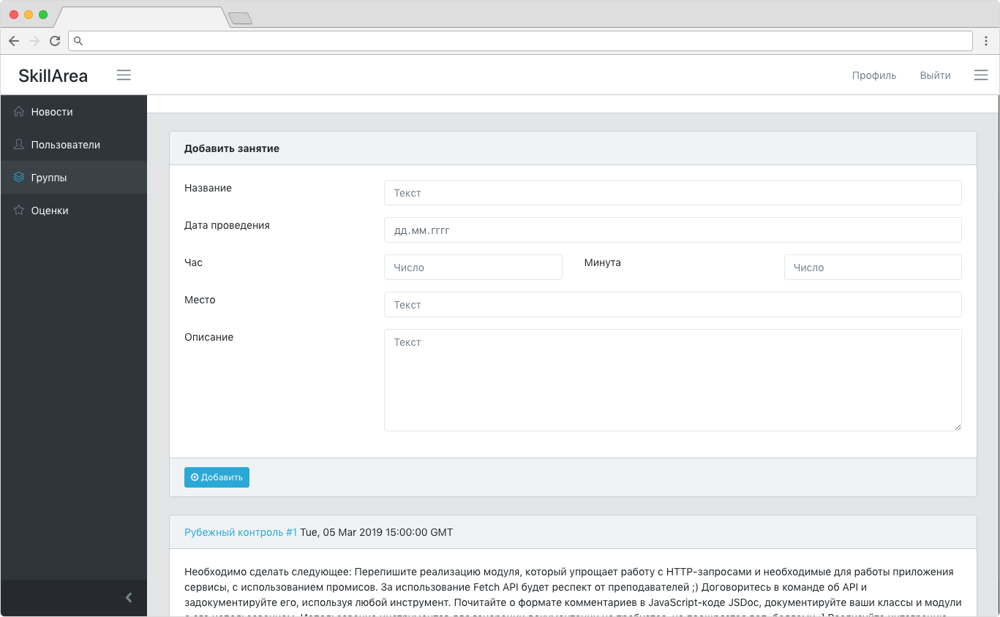 SkillArea
Профиль Выйти
Новости
Пользователи
Группы
Оценки
Добавить занятие
Название Текст
Дата проведения дд.мм.гггг
Час Число Минута Число
Место Текст
Описание Текст
Добавить
Рубежный контроль #1 Tue, 05 Mar 2019 15:00:00 GMT
Необходимо сделать следующее: Перепишите реализацию модуля, который упрощает работу с HTTP-запросами и необходимые для работы приложения
сервисы, с использованием промисов. За использование Fetch API будет респект от преподавателей ;) Договоритесь в команде об API и
задокументируйте его, используя любой инструмент. Почитайте о формате комментариев в JavaScript-коде JSDoc, документируйте ваши классы и модули